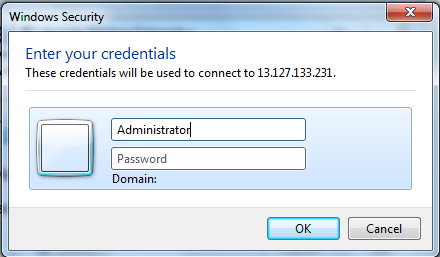 Windows Security
Enter your credentials
These credentials will be used to connect to 13.127.133.231.
Administrator
Password
Domain:
OK
Cancel